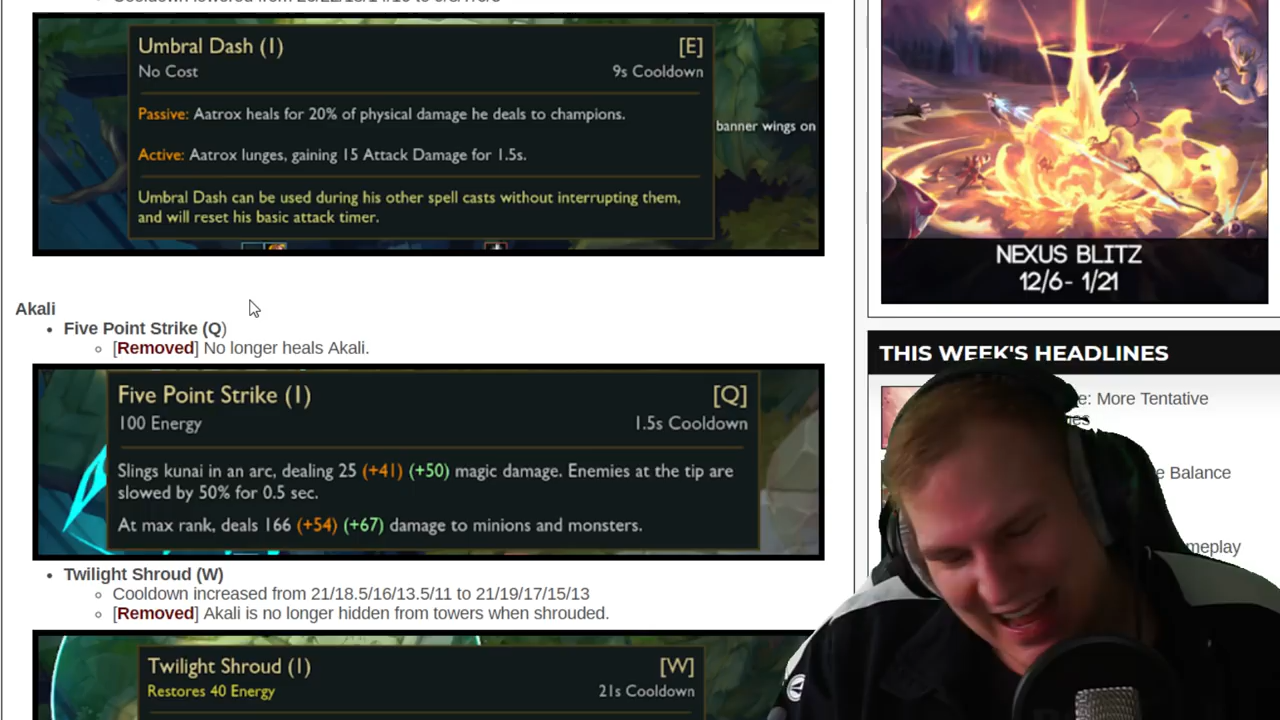 Umbral Dash (1) [E]
No Cost 9s Cooldown
Passive: Aatrox heals for 20% of physical damage he deals to champions.
banner wings on
Active: Aatrox lunges, gaining 15 Attack Damage for 1.5s.
Umbral Dash can be used during his other spell casts without interrupting them,
and will reset his basic attack timer.
Akali
• Five Point Strike (Q)
◦ [Removed] No longer heals Akali.
Five Point Strike (1) [Q]
100 Energy 1.5s Cooldown
Slings kunai in an arc, dealing 25 (+41) (+50) magic damage. Enemies at the tip are
slowed by 50% for 0.5 sec.
At max rank, deals 166 (+54) (+67) damage to minions and monsters.
• Twilight Shroud (W)
◦ Cooldown increased from 21/18.5/16/13.5/11 to 21/19/17/15/13
◦ [Removed] Akali is no longer hidden from towers when shrouded.
Twilight Shroud (1) [W]
Restores 40 Energy 21s Cooldown
NEXUS BLITZ
12/6- 1/21
THIS WEEK'S HEADLINES
More Tentative
Balance